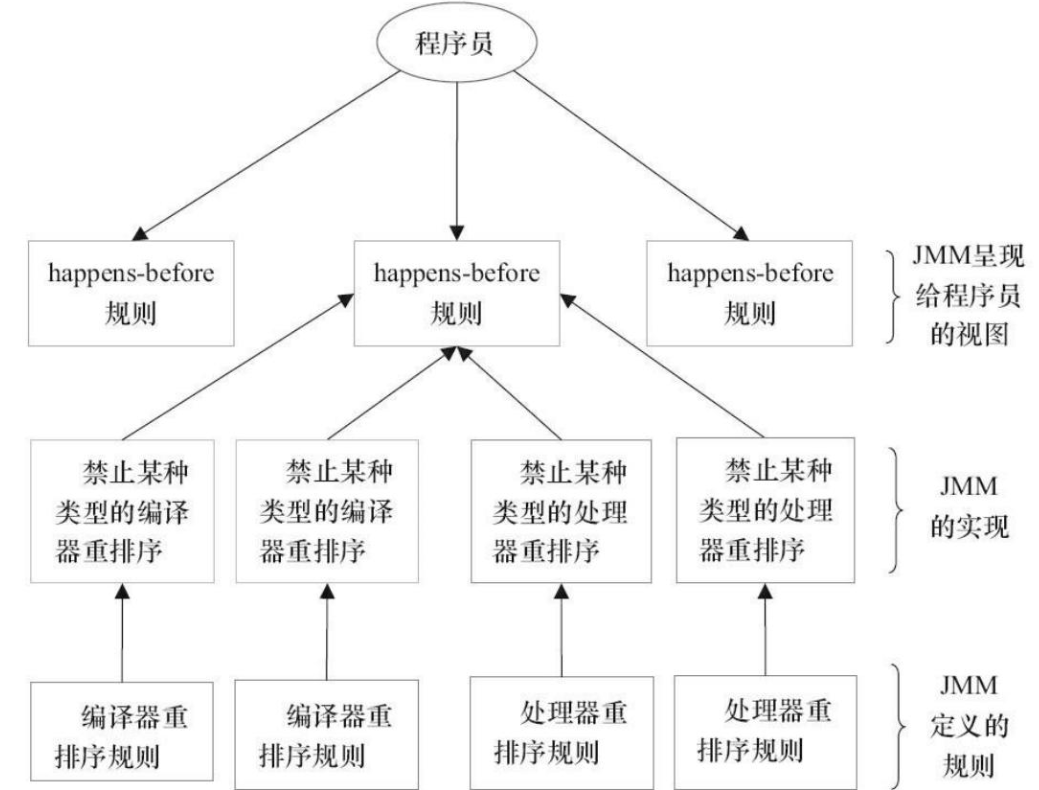 程序员
happens-before
规则
happens-before
规则
happens-before
规则
JMM呈现
给程序员
的视图
禁止某种
类型的编译
器重排序
禁止某种
类型的编译
器重排序
禁止某种
类型的处理
器重排序
禁止某种
类型的处理
器重排序
JMM
的实现
编译器重
排序规则
编译器重
排序规则
处理器重
排序规则
处理器重
排序规则
JMM
定义的
规则